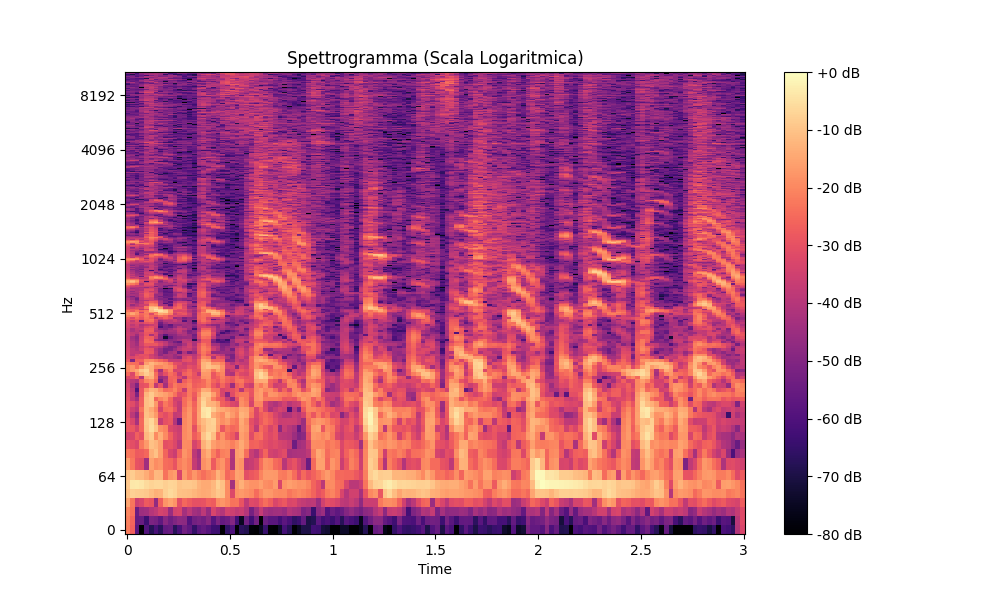 Spettrogramma (Scala Logaritmica)
Hz
8192
4096
2048
1024
512
256
128
64
0
0 0.5 1 1.5 2 2.5 3
Time
+0 dB
-10 dB
-20 dB
-30 dB
-40 dB
-50 dB
-60 dB
-70 dB
-80 dB